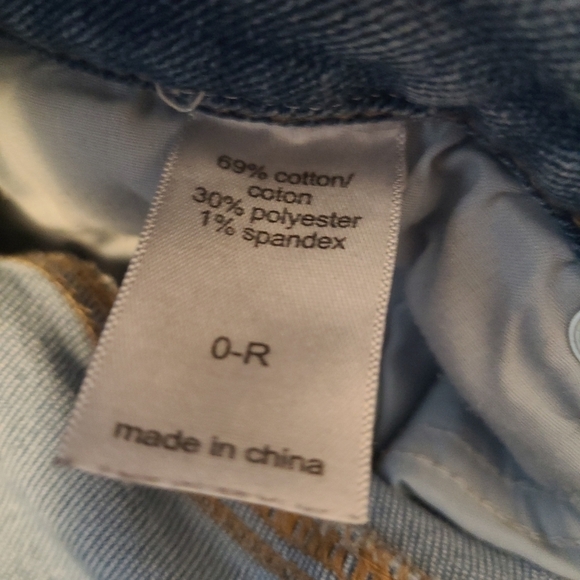 69% cotton/
coton
30% polyester
1% spandex
0-R
made in china